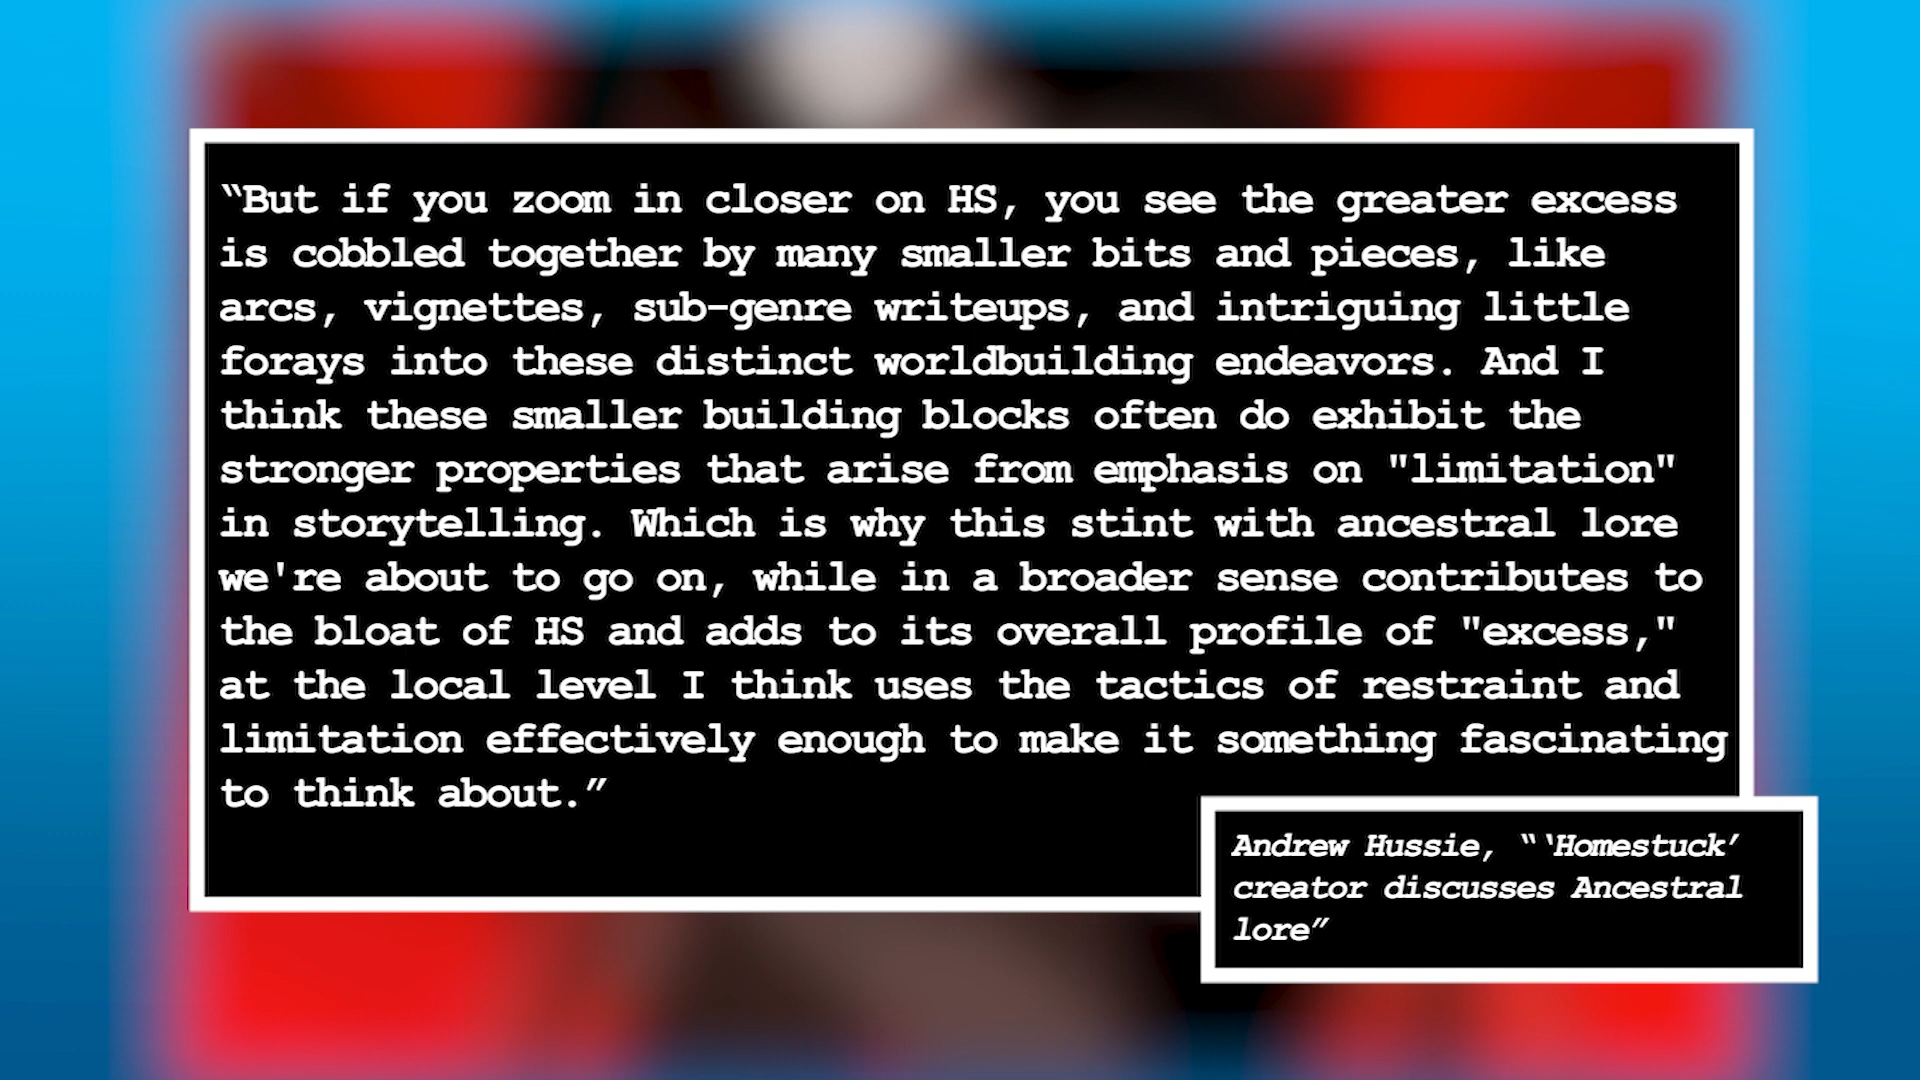 “But if you zoom in closer on HS, you see the greater excess
is cobbled together by many smaller bits and pieces, like
arcs, vignettes, sub-genre writeups, and intriguing little
forays into these distinct worldbuilding endeavors. And I
think these smaller building blocks often do exhibit the
stronger properties that arise from emphasis on "limitation"
in storytelling. Which is why this stint with ancestral lore
we're about to go on, while in a broader sense contributes to
the bloat of HS and adds to its overall profile of "excess,"
at the local level I think uses the tactics of restraint and
limitation effectively enough to make it something fascinating
to think about.”
Andrew Hussie, “‘Homestuck’
creator discusses Ancestral
lore”